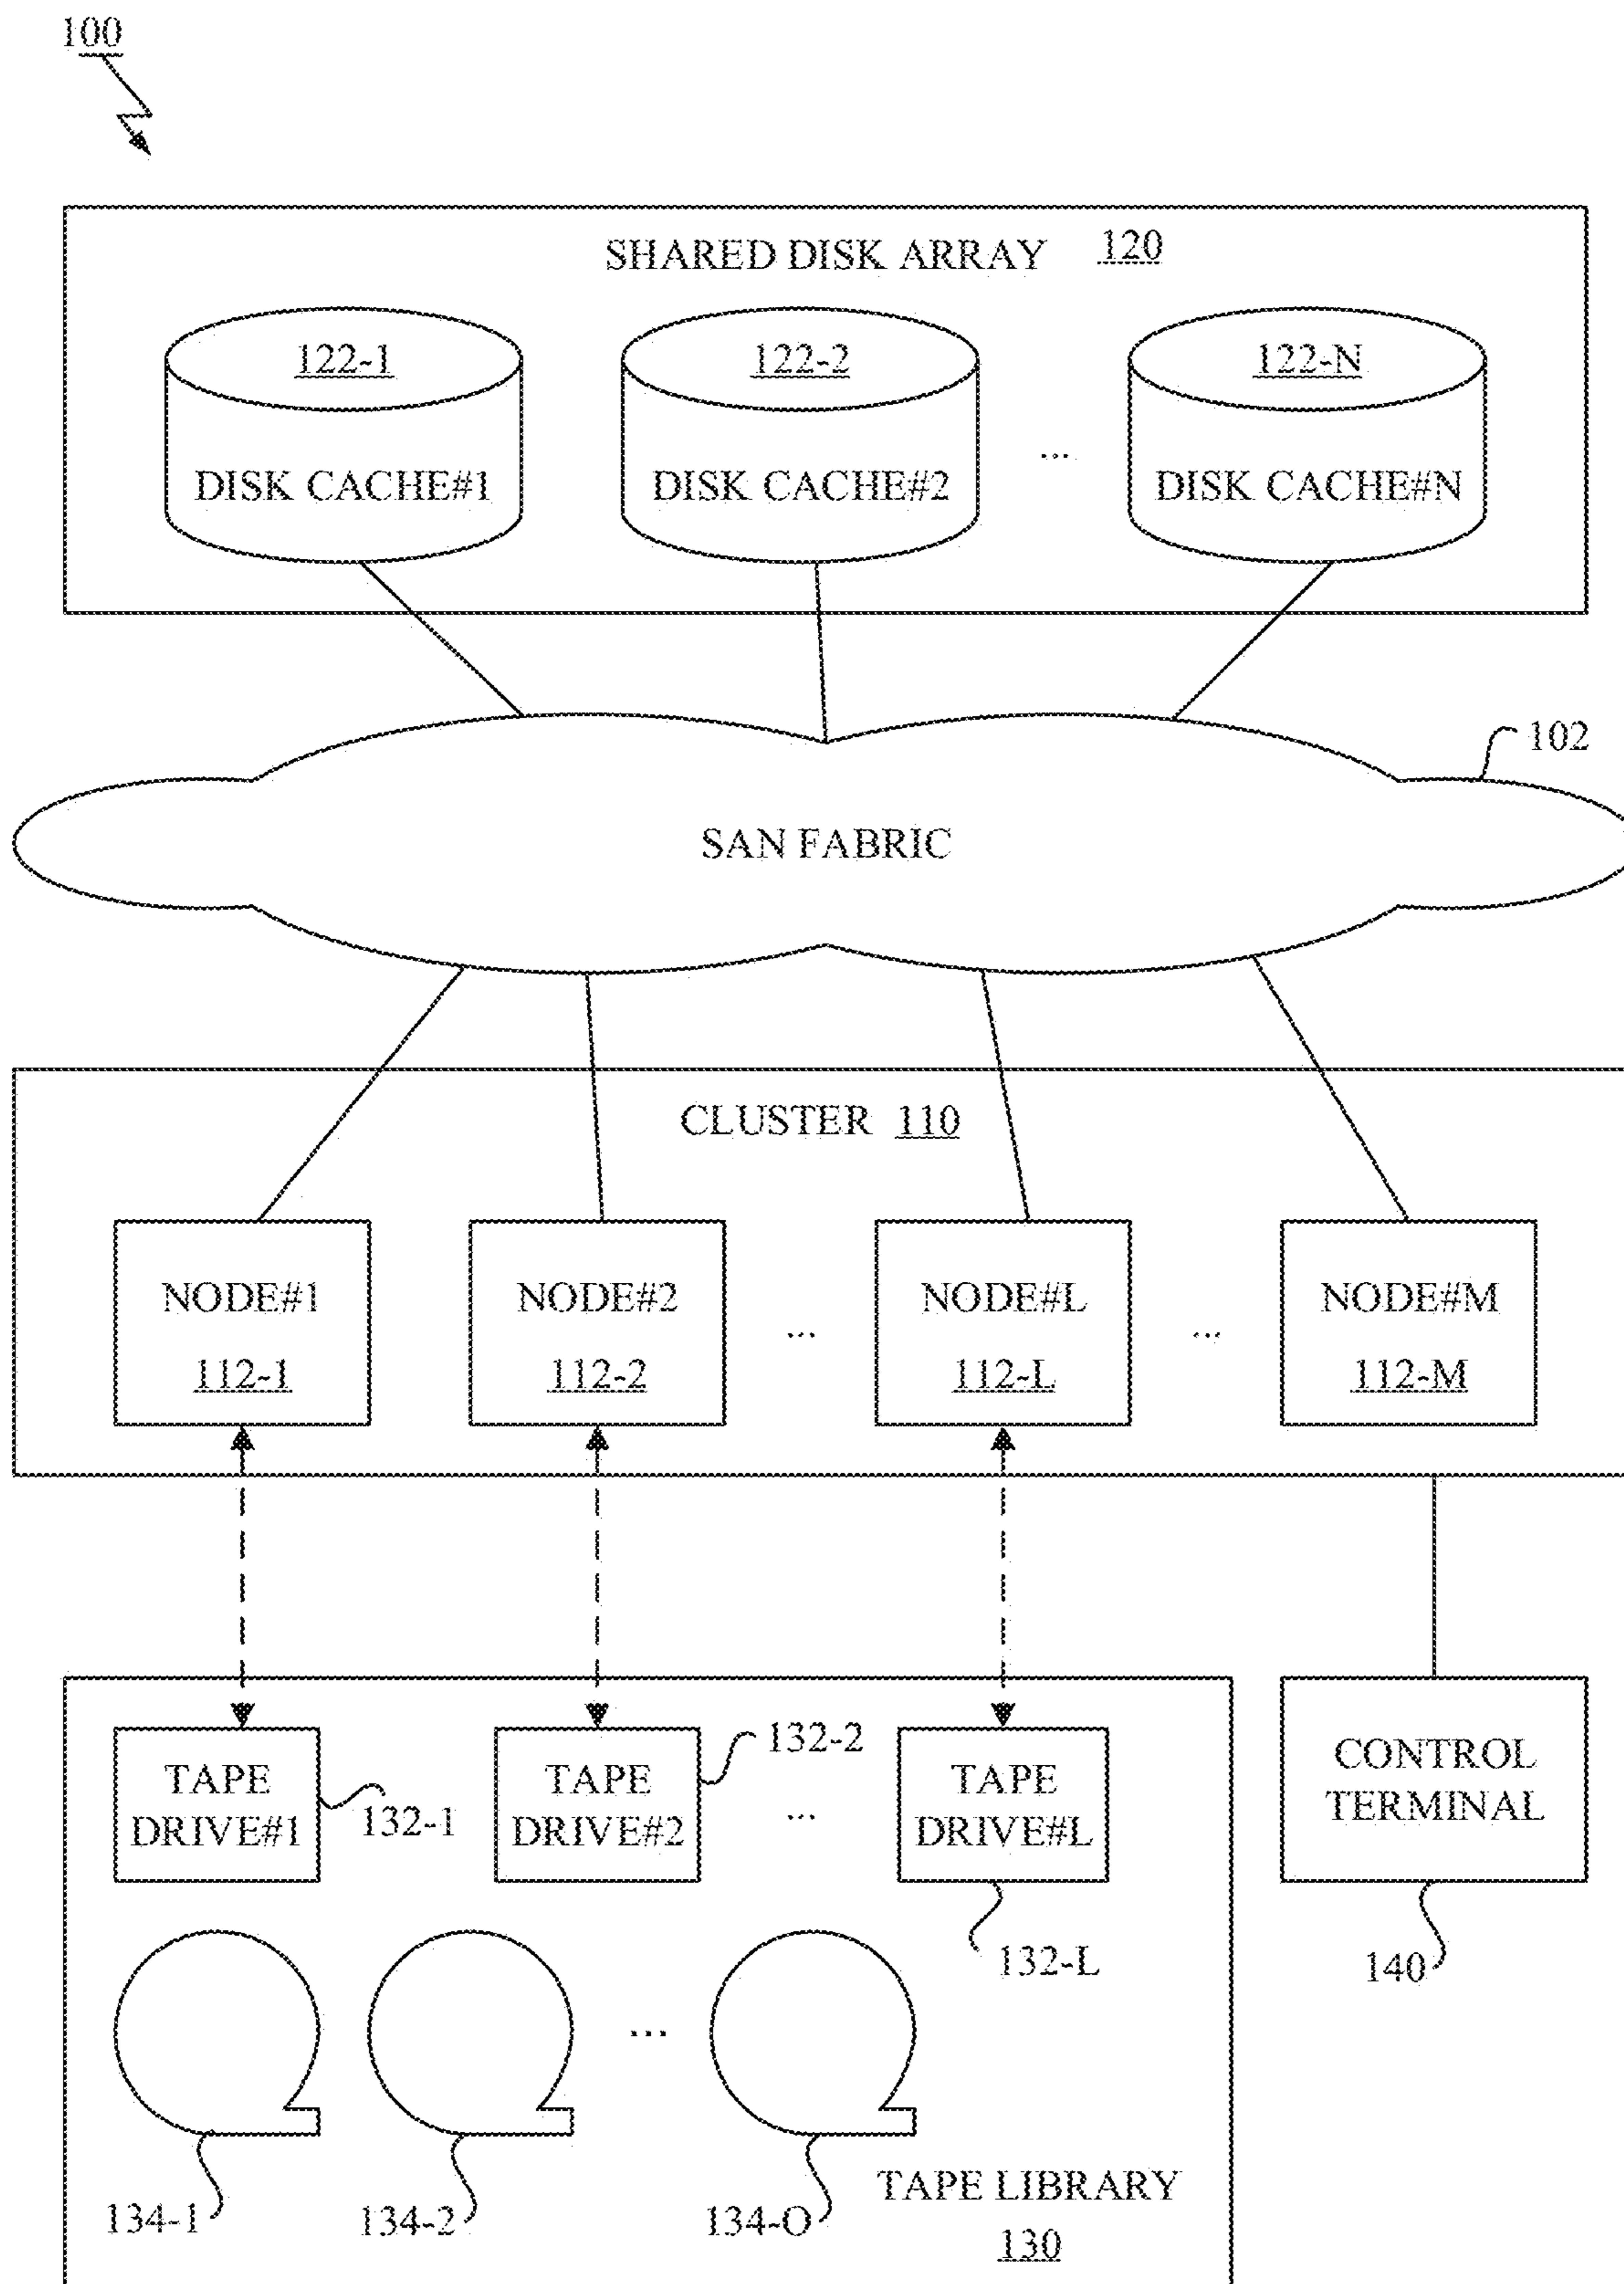 100
SHARED DISK ARRAY 120
122-1
122-2
122-N
DISK CACHE#1
DISK CACHE#2
...
DISK CACHE#N
102
SAN FABRIC
CLUSTER 110
NODE#1
112-1
NODE#2
112-2
...
NODE#L
112-L
...
NODE#M
112-M
TAPE
DRIVE#1
132-1
TAPE
DRIVE#2
132-2
...
TAPE
DRIVE#L
132-L
CONTROL
TERMINAL
140
...
134-1
134-2
134-O
TAPE LIBRARY
130